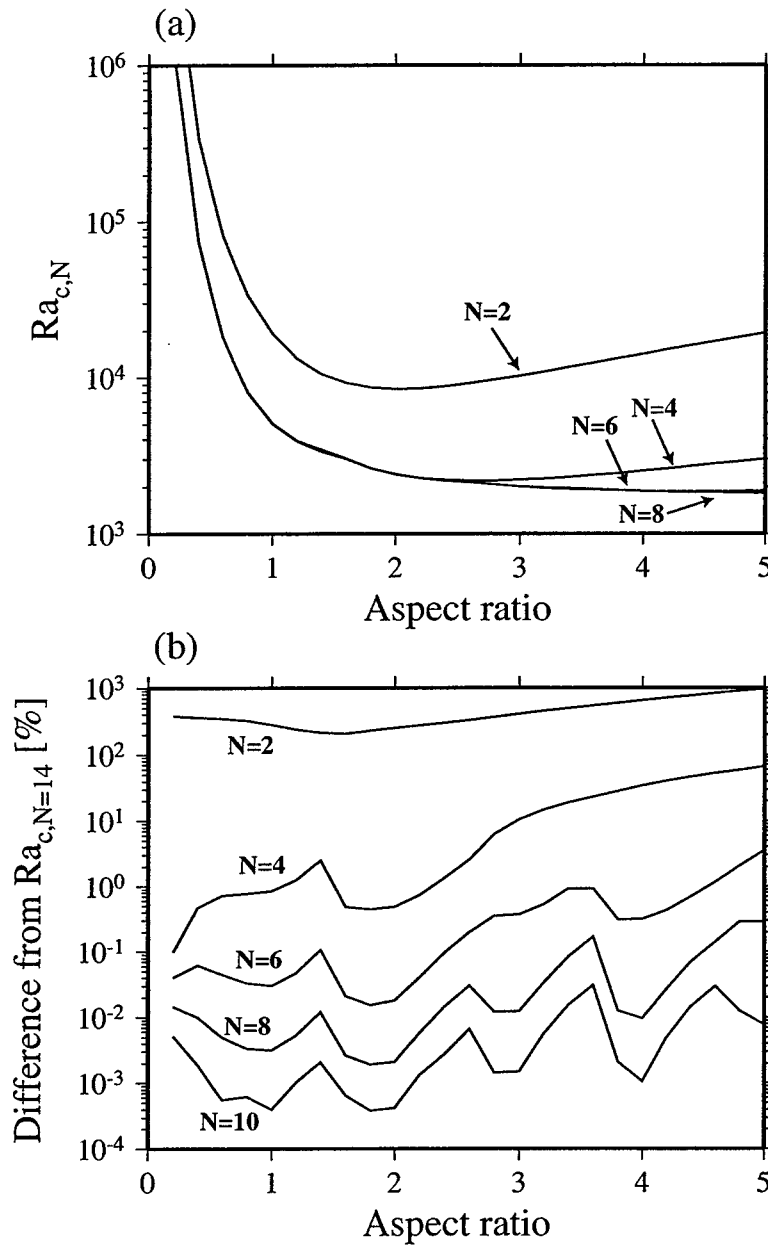 (a)
10^6
10^5
10^4
10^3
Ra_c,N
N=2
N=4
N=6
N=8
0 1 2 3 4 5
Aspect ratio
(b)
10^3
10^2
10^1
10^0
10^-1
10^-2
10^-3
10^-4
Difference from Ra_c,N=14 [%]
N=2
N=4
N=6
N=8
N=10
0 1 2 3 4 5
Aspect ratio